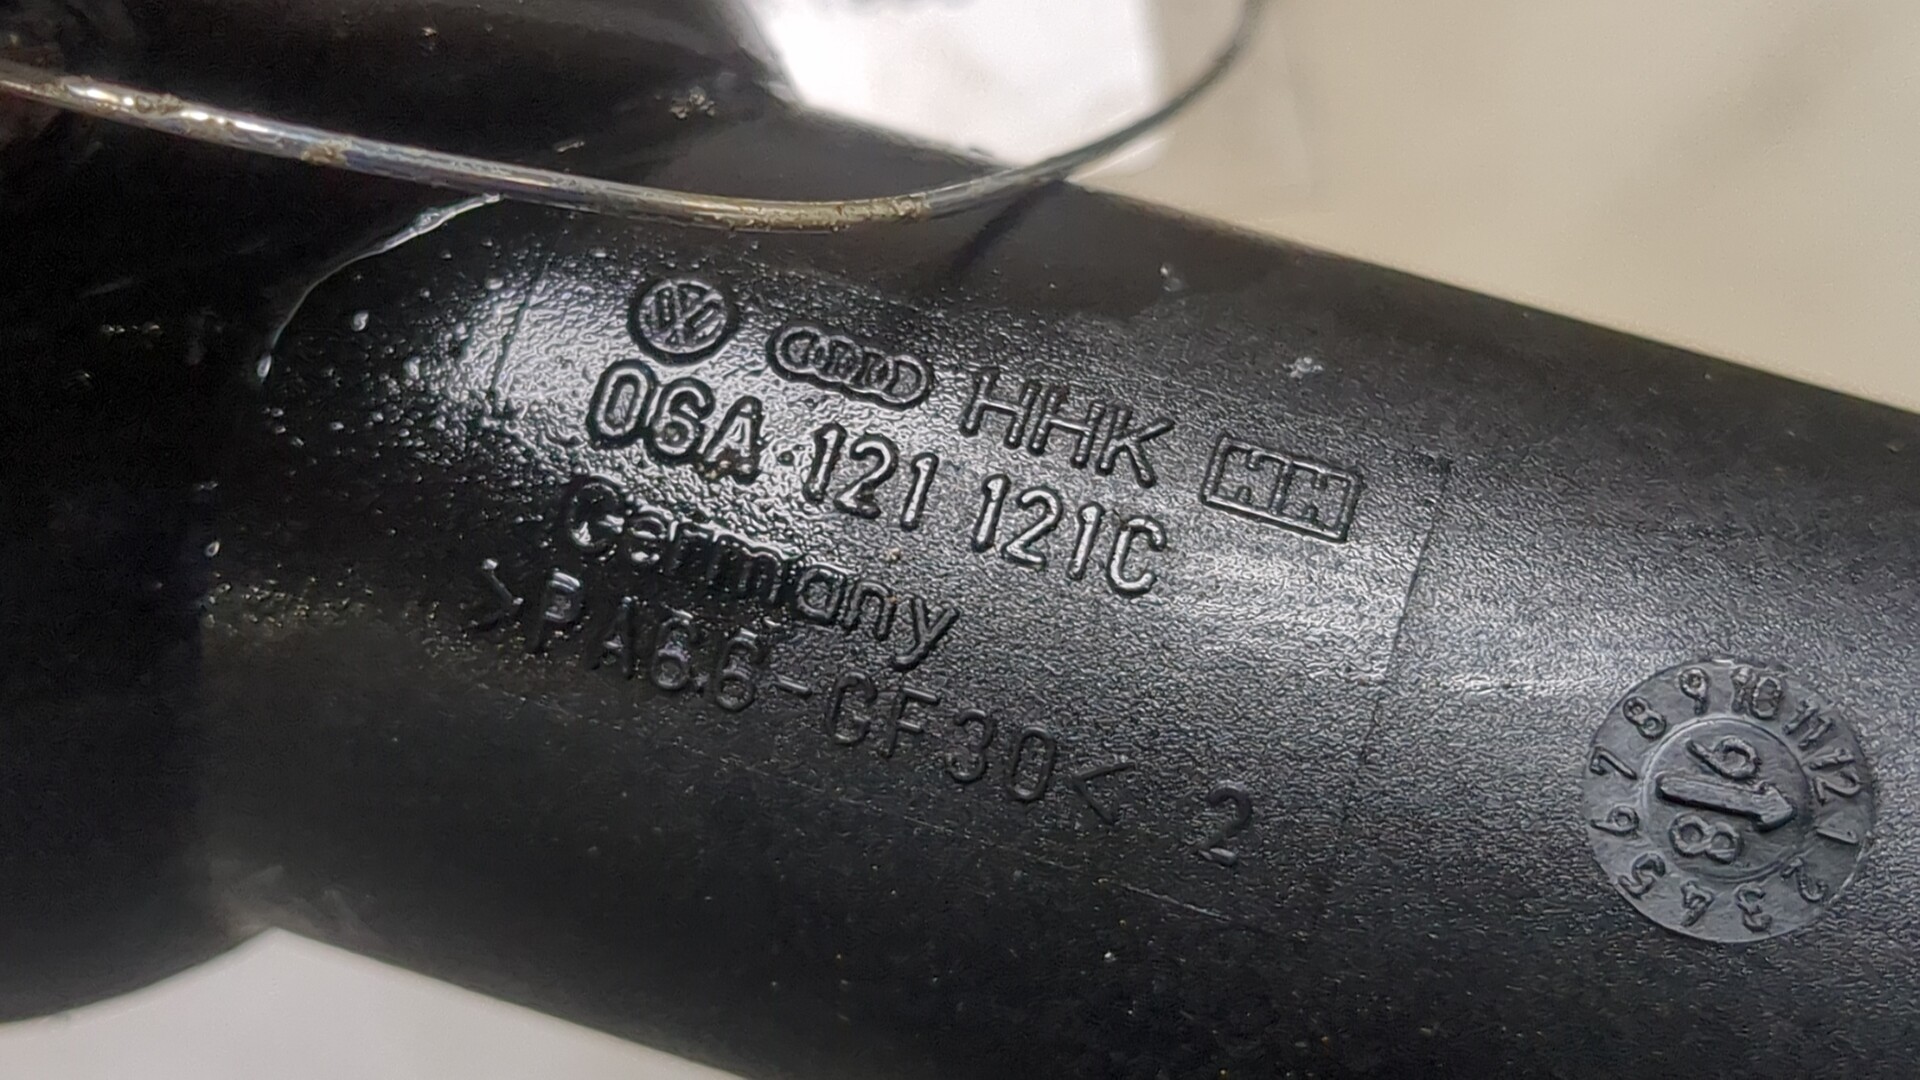 HHK
06A 121 121C
Germany
>PA66-GF30< 2
9 10 11 12 1 2 3 4 5 6 7 8
98